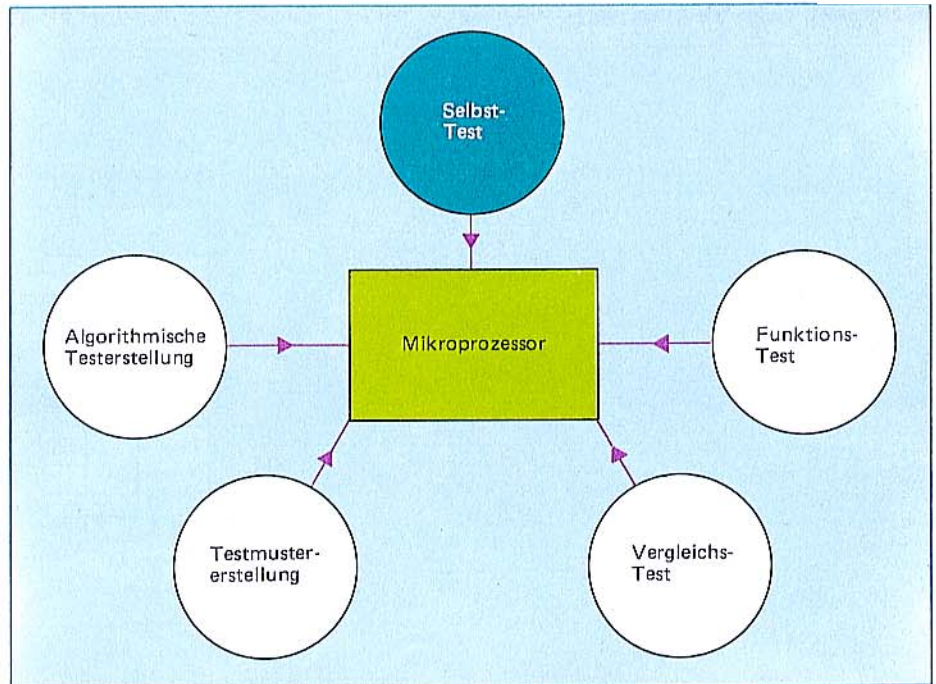 Selbst-
Test
Algorithmische
Testerstellung
Mikroprozessor
Funktions-
Test
Testmuster-
erstellung
Vergleichs-
Test